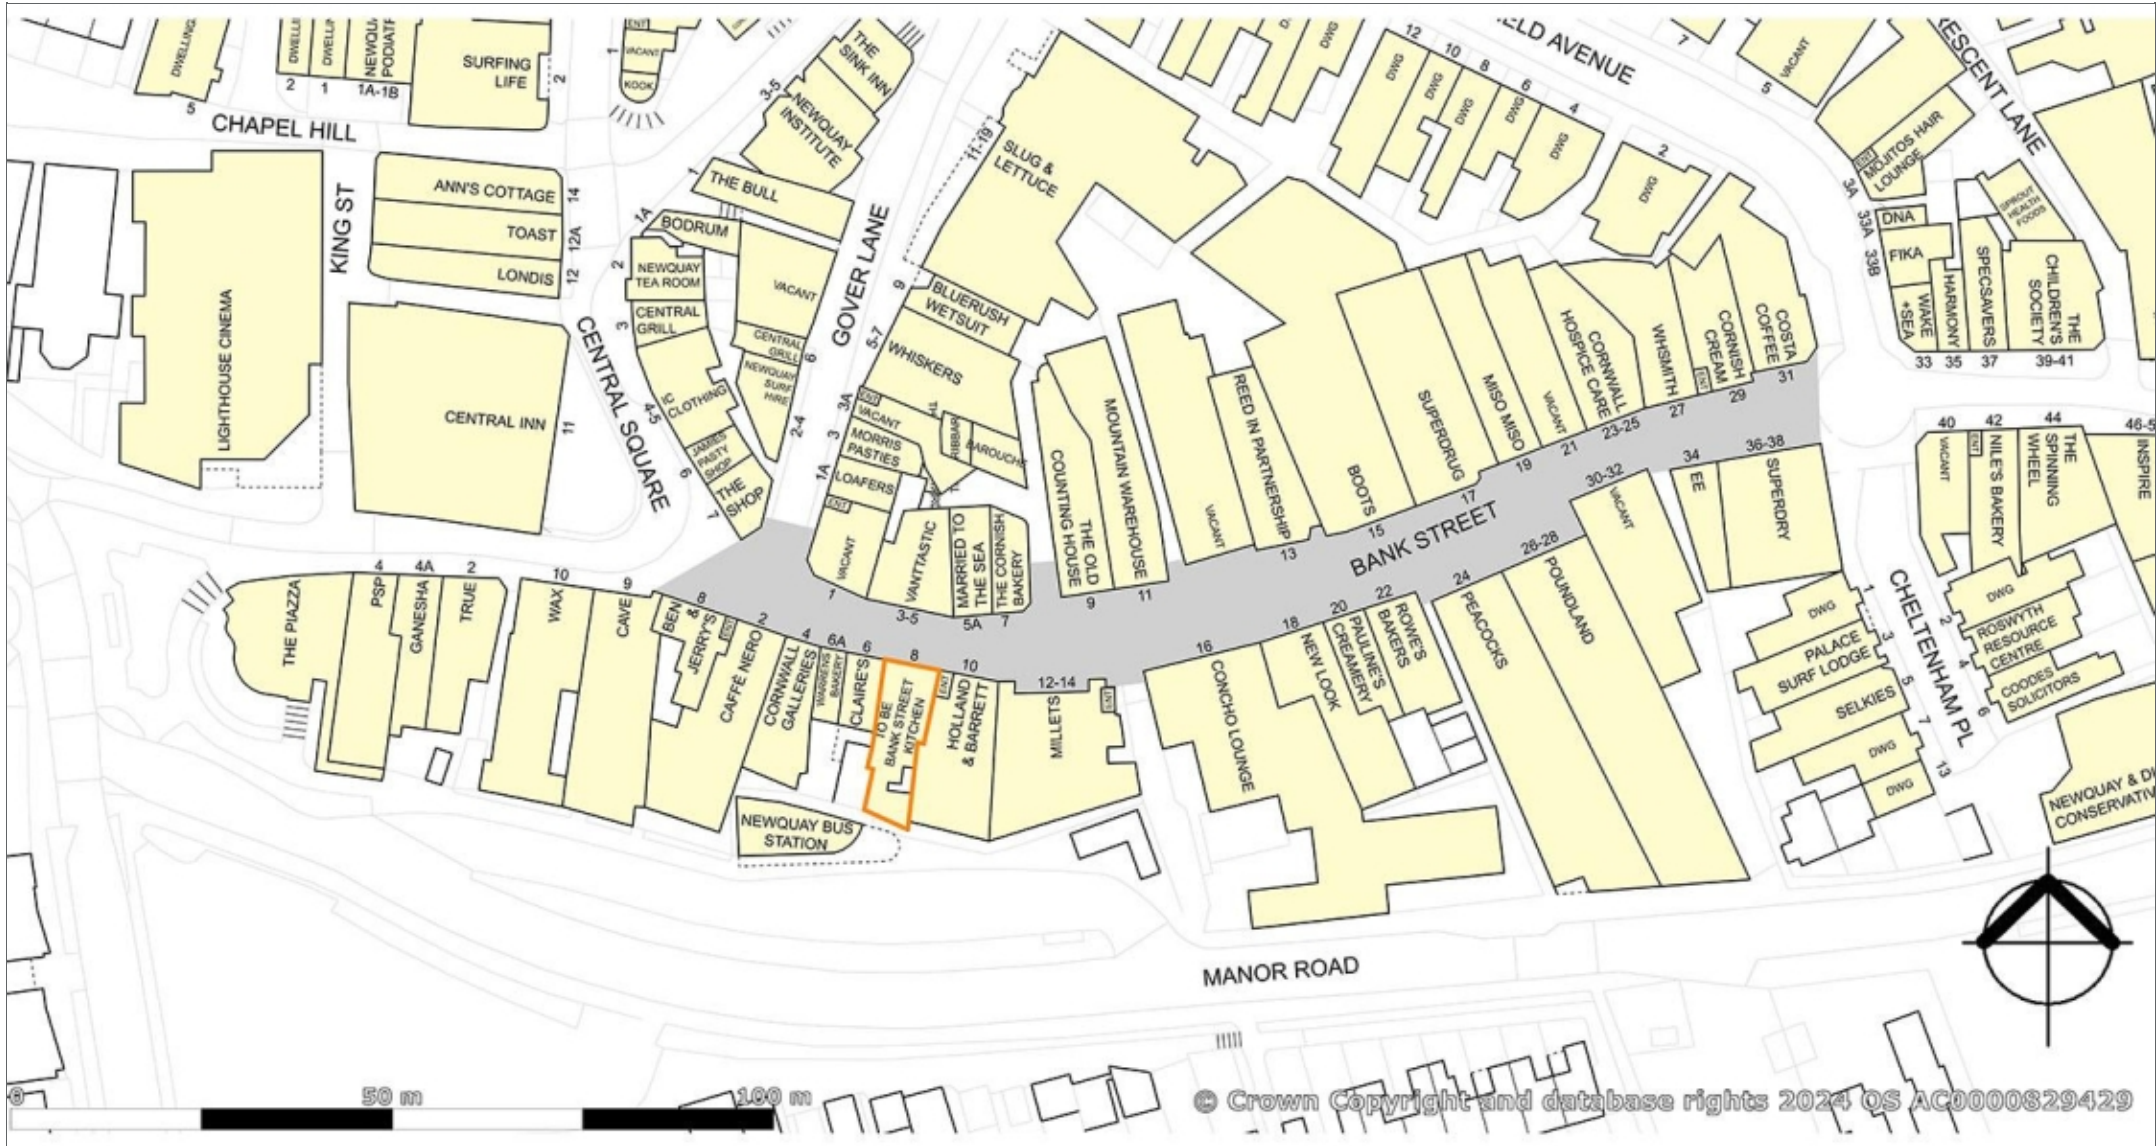 DWELLING
5
CHAPEL HILL
2
1
1A-1B
SURFING
LIFE
2
ENT
VACANT
1
KOOK
THE
SINK INN
3-5
NEWQUAY
INSTITUTE
1
THE BULL
1A
BODRUM
2
NEWQUAY
TEA ROOM
3
CENTRAL
GRILL
4-5
IC
CLOTHING
6
JAMIES
PASTY
SHOP
7
THE
SHOP
VACANT
CENTRAL
GRILL
6
NEWQUAY
SURF
HIRE
2-4
GOVER LANE
LIGHTHOUSE CINEMA
KING ST
ANN'S COTTAGE
14
TOAST
12A
LONDIS
12
CENTRAL INN
11
CENTRAL SQUARE
11-19
SLUG &
LETTUCE
9
BLUERUSH
WETSUIT
5-7
WHISKERS
3A
ENT
VACANT
3
MORRIS
PASTIES
1A
LOAFERS
ENT
BAROUCHE
VACANT
1
VANTTASTIC
3-5
MARRIED TO
THE SEA
5A
THE CORNISH
BAKERY
7
THE OLD
COUNTING HOUSE
9
MOUNTAIN WAREHOUSE
11
VACANT
REED IN PARTNERSHIP
13
BOOTS
15
SUPERDRUG
17
MISO MISO
19
VACANT
21
CORNWALL
HOSPICE CARE
23-25
WHSMITH
27
CORNISH
CREAM
ENT
29
COSTA
COFFEE
31
BANK STREET
DWG
12
DWG
10
DWG
8
DWG
6
DWG
4
DWG
2
DWG
7
VACANT
5
ENT
MOJITOS HAIR
LOUNGE
3A
DNA
33A
FIKA
33B
WAKE
+SEA
33
HARMONY
35
SPECSAVERS
37
THE
CHILDREN'S
SOCIETY
39-41
SPROUT
HEALTH
FOODS
THE PIAZZA
PSP
4
GANESHA
4A
TRUE
2
WAX
10
CAVE
9
BEN
&
JERRY'S
8
ENT
CAFFÈ NERO
2
CORNWALL
GALLERIES
4
WARRENS
BAKERY
6A
CLAIRE'S
6
TO BE
BANK STREET
KITCHEN
8
ENT
HOLLAND
& BARRETT
10
MILLETS
12-14
ENT
NEWQUAY BUS
STATION
CONCHO LOUNGE
16
NEW LOOK
18
PAULINE'S
CREAMERY
20
ROWE'S
BAKERS
22
PEACOCKS
24
POUNDLAND
26-28
VACANT
30-32
EE
34
SUPERDRY
36-38
VACANT
40
ENT
NILE'S BAKERY
42
THE
SPINNING
WHEEL
44
INSPIRE
CHELTENHAM PL
DWG
1
PALACE
SURF LODGE
3
SELKIES
5
DWG
7
DWG
13
DWG
2
ROSWYTH
RESOURCE
CENTRE
4
COODES
SOLICITORS
6
MANOR ROAD
0
50 m
100 m
© Crown Copyright and database rights 2024 OS AC0000829429